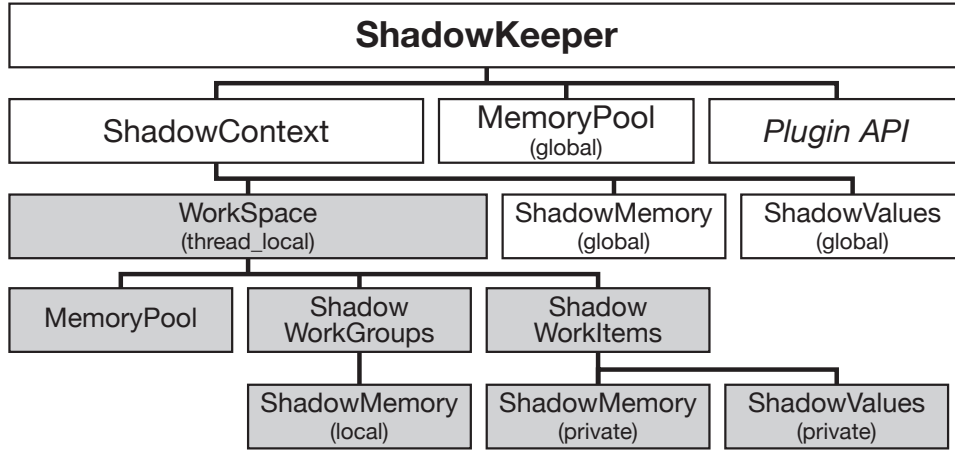 ShadowKeeper
ShadowContext
MemoryPool
(global)
Plugin API
WorkSpace
(thread_local)
ShadowMemory
(global)
ShadowValues
(global)
MemoryPool
Shadow
WorkGroups
Shadow
WorkItems
ShadowMemory
(local)
ShadowMemory
(private)
ShadowValues
(private)